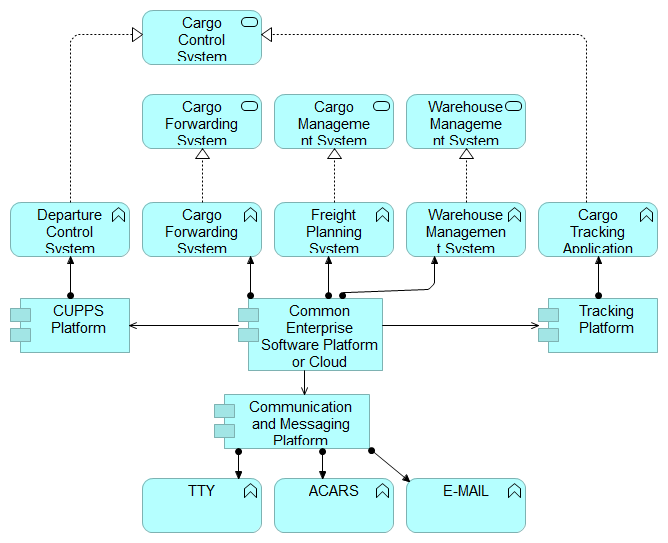 Cargo
Control
System
Cargo
Forwarding
System
Cargo
Manageme
nt System
Warehouse
Manageme
nt System
Departure
Control
System
Cargo
Forwarding
System
Freight
Planning
System
Warehouse
Managemen
t System
Cargo
Tracking
Application
CUPPS
Platform
Common
Enterprise
Software Platform
or Cloud
Tracking
Platform
Communication
and Messaging
Platform
TTY
ACARS
E-MAIL